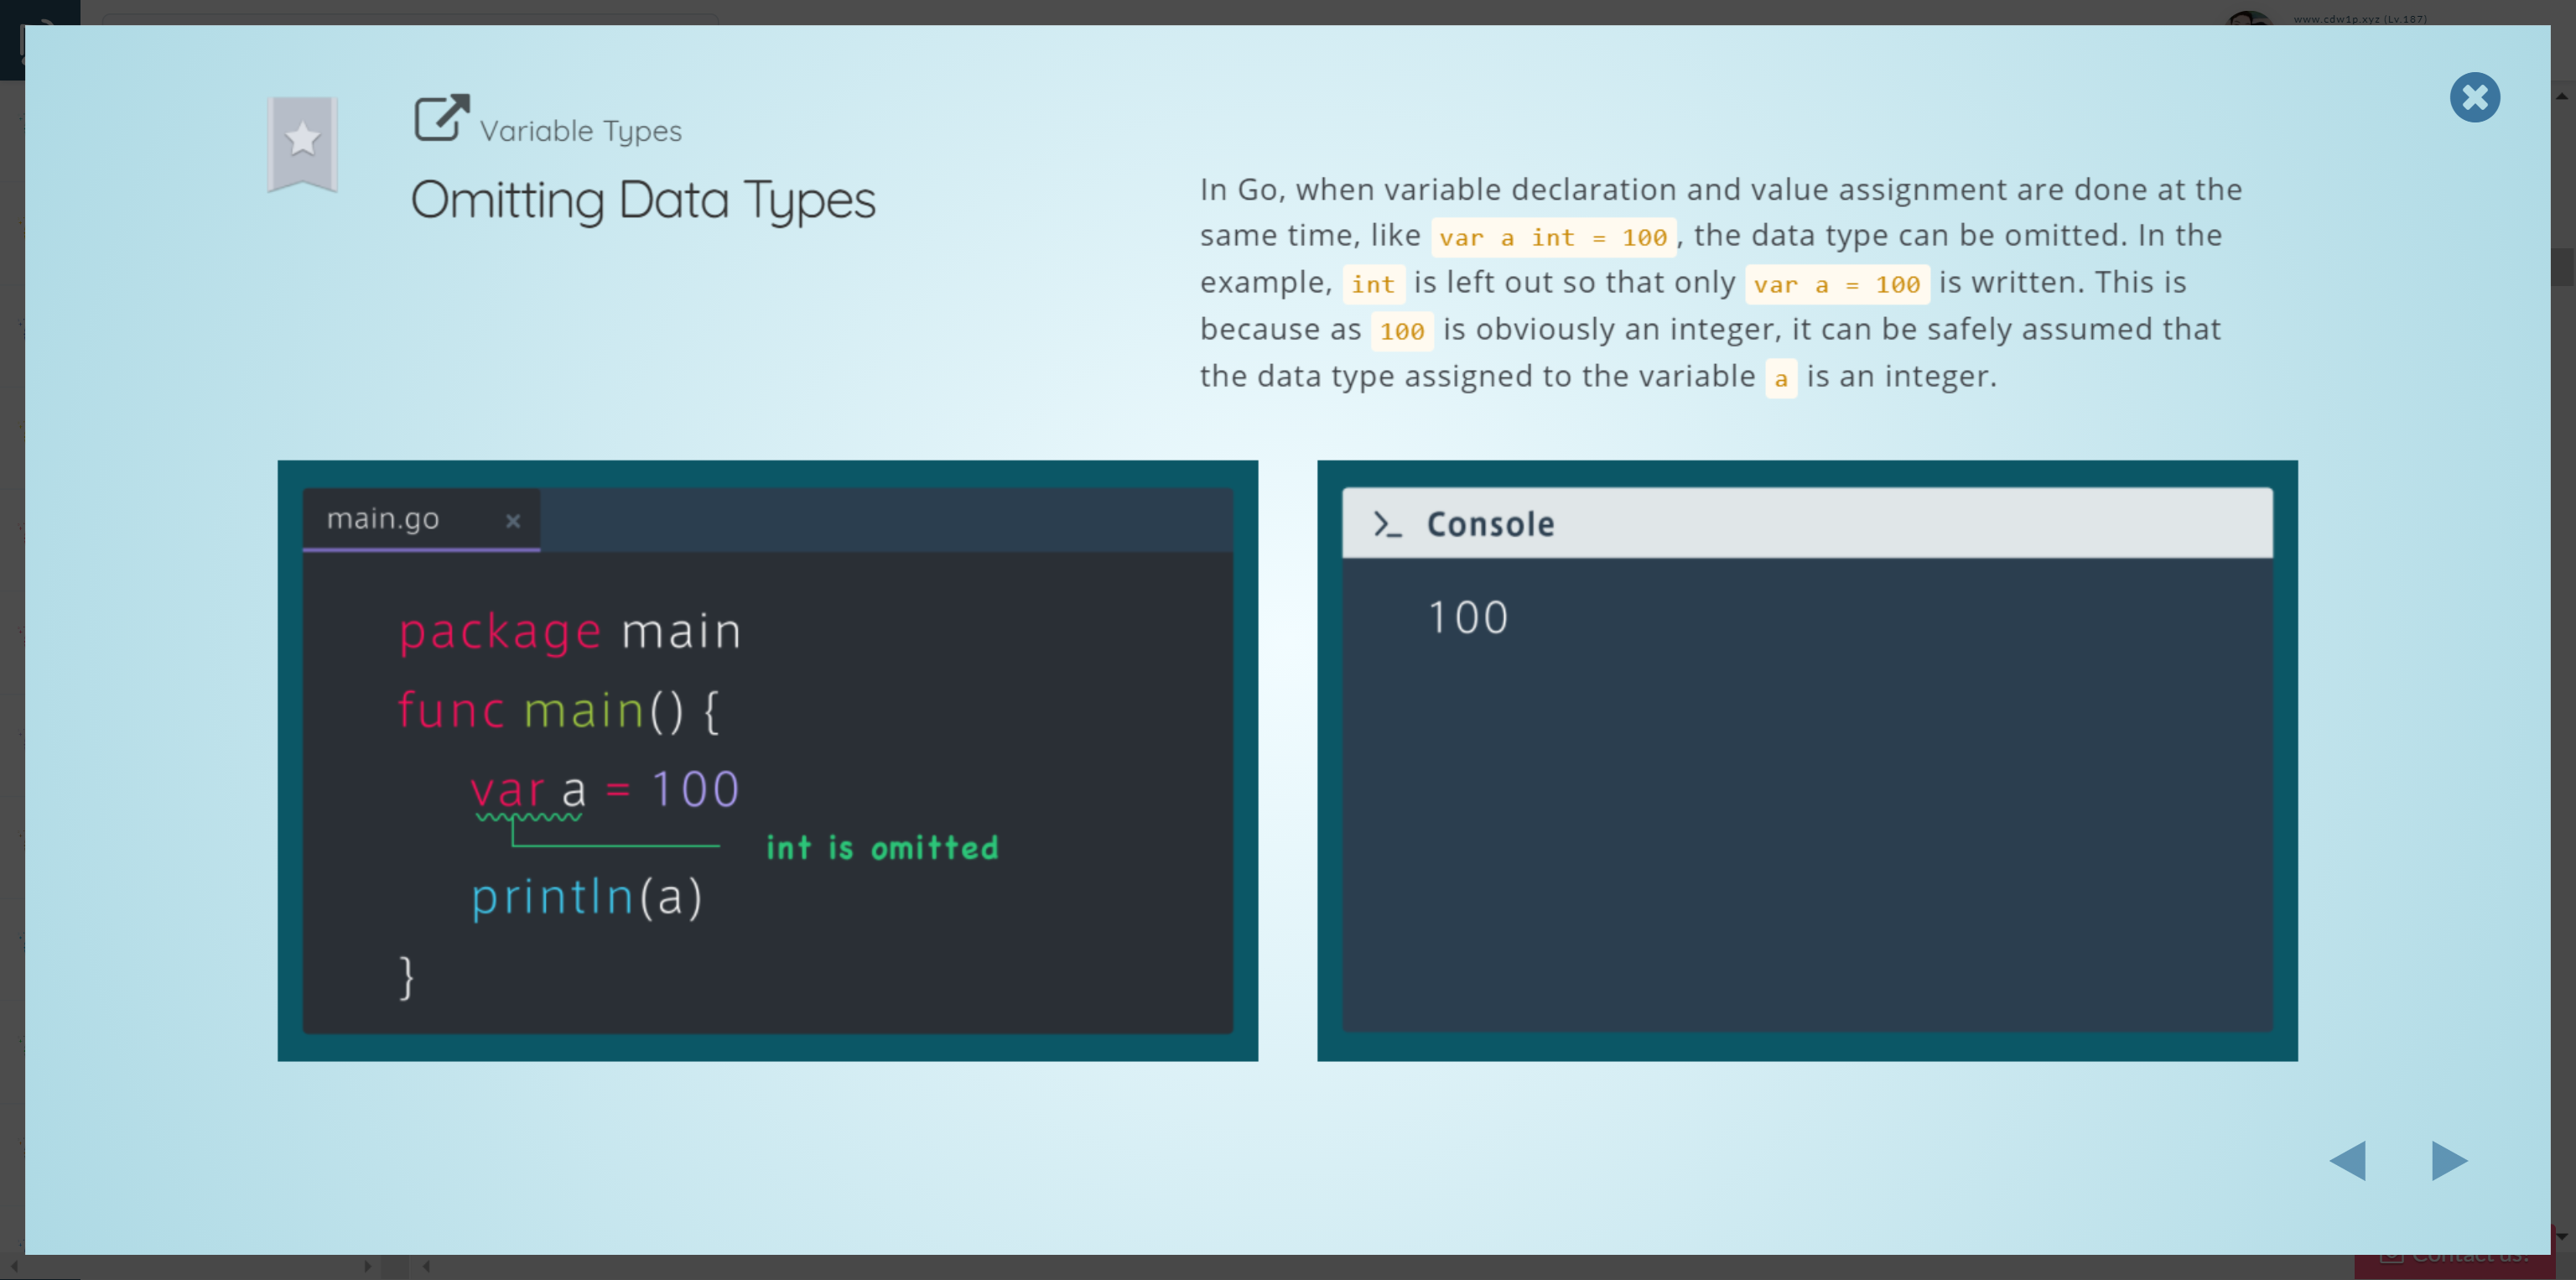 www.cdw1p.xyz (Lv.187)
Variable Types
Omitting Data Types
In Go, when variable declaration and value assignment are done at the
same time, like var a int = 100, the data type can be omitted. In the
example, int is left out so that only var a = 100 is written. This is
because as 100 is obviously an integer, it can be safely assumed that
the data type assigned to the variable a is an integer.
main.go ×
package main
func main() {
var a = 100
int is omitted
println(a)
}
>_ Console
100
Contact us!